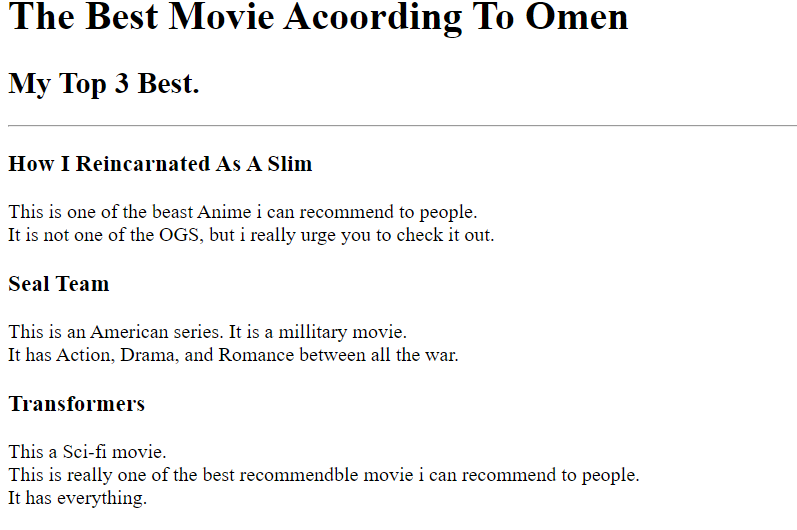 The Best Movie Acoording To Omen
My Top 3 Best.
How I Reincarnated As A Slim
This is one of the beast Anime i can recommend to people.
It is not one of the OGS, but i really urge you to check it out.
Seal Team
This is an American series. It is a millitary movie.
It has Action, Drama, and Romance between all the war.
Transformers
This a Sci-fi movie.
This is really one of the best recommendble movie i can recommend to people.
It has everything.